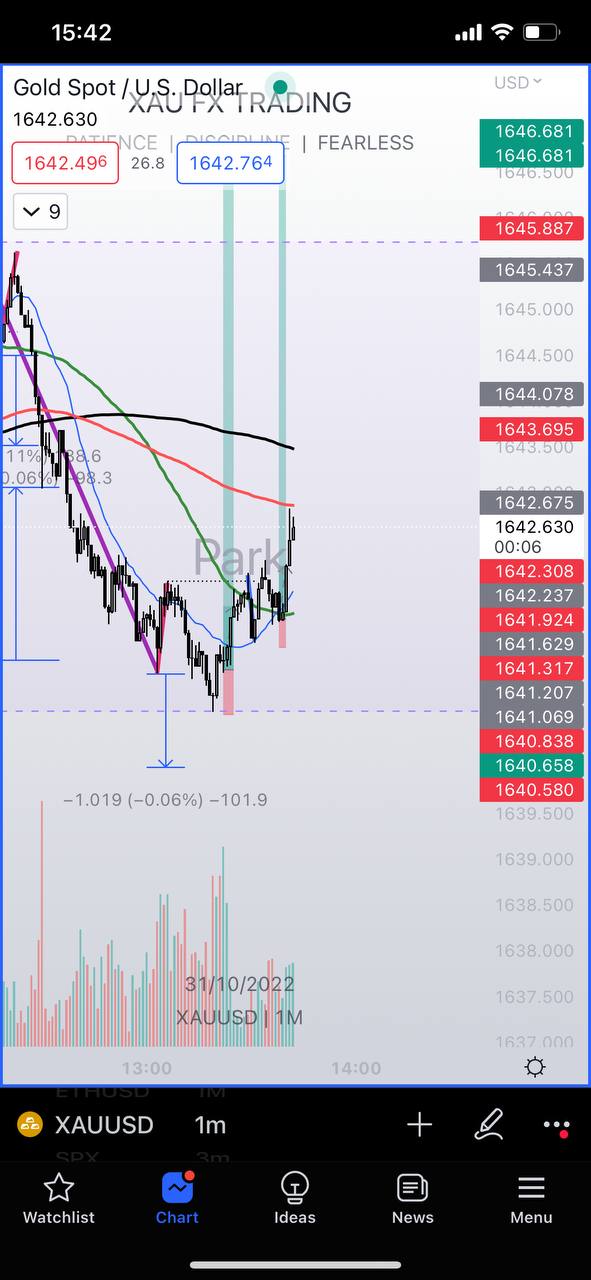 15:42
Gold Spot / U.S. Dollar
USD
XAU FX TRADING
1642.630
PATIENCE | DISCIPLINE | FEARLESS
1642.496
26.8
1642.764
9
1646.681
1646.681
1646.500
1646.000
1645.887
1645.437
1645.000
1644.500
1644.078
1643.695
1643.500
11%) 38.6
0.06%) −98.3
1642.675
1642.630
00:06
Park
1642.308
1642.237
1641.924
1641.629
1641.317
1641.207
1641.069
1640.838
1640.658
1640.580
−1.019 (−0.06%) −101.9
1639.500
1639.000
1638.500
1638.000
1637.500
1637.000
31/10/2022
XAUUSD | 1M
13:00
14:00
ETHUSD 1M
XAUUSD 1m
SPX 3m
Watchlist
Chart
Ideas
News
Menu